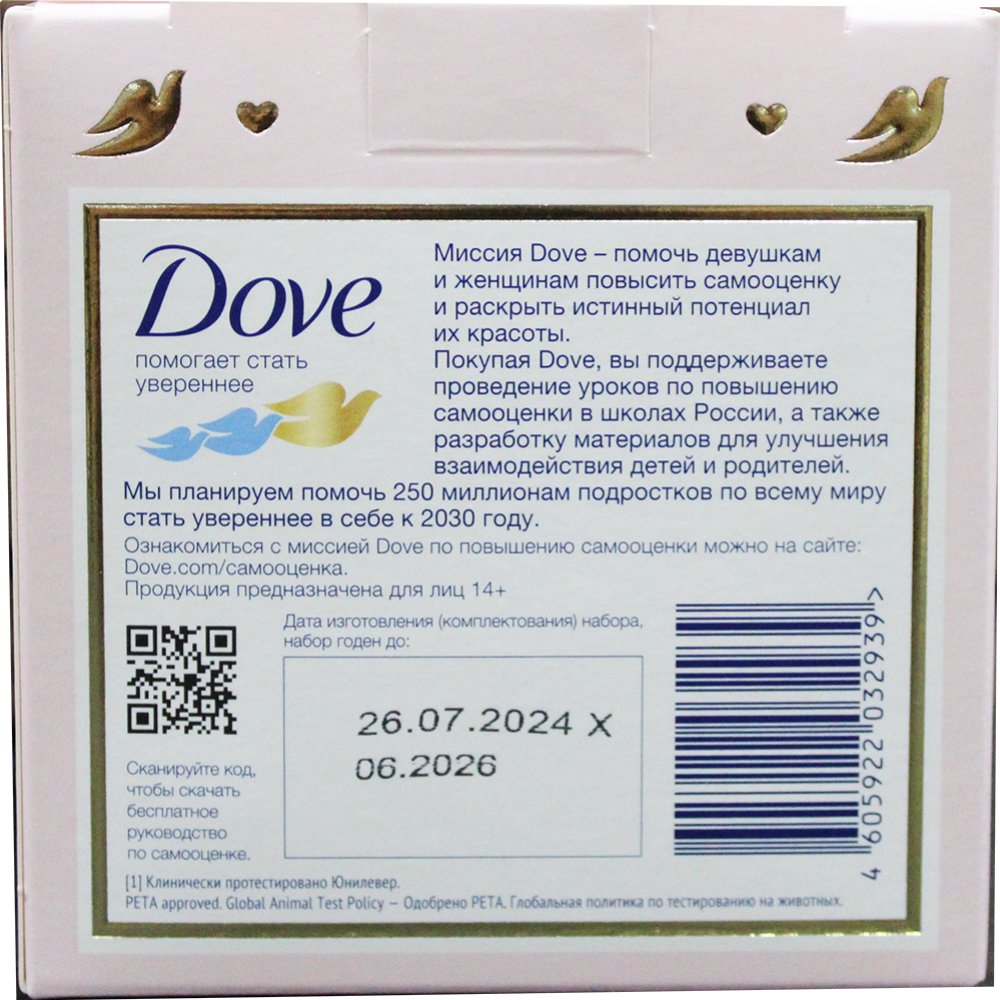 Dove
помогает стать
увереннее
Миссия Dove – помочь девушкам
и женщинам повысить самооценку
и раскрыть истинный потенциал
их красоты.
Покупая Dove, вы поддерживаете
проведение уроков по повышению
самооценки в школах России, а также
разработку материалов для улучшения
взаимодействия детей и родителей.
Мы планируем помочь 250 миллионам подростков по всему миру
стать увереннее в себе к 2030 году.
Ознакомиться с миссией Dove по повышению самооценки можно на сайте:
Dove.com/самооценка.
Продукция предназначена для лиц 14+
Дата изготовления (комплектования) набора,
набор годен до:
26.07.2024 X
06.2026
Сканируйте код,
чтобы скачать
бесплатное
руководство
по самооценке.
4 605922 032939 >
[1] Клинически протестировано Юнилевер.
PETA approved. Global Animal Test Policy — Одобрено PETA. Глобальная политика по тестированию на животных.